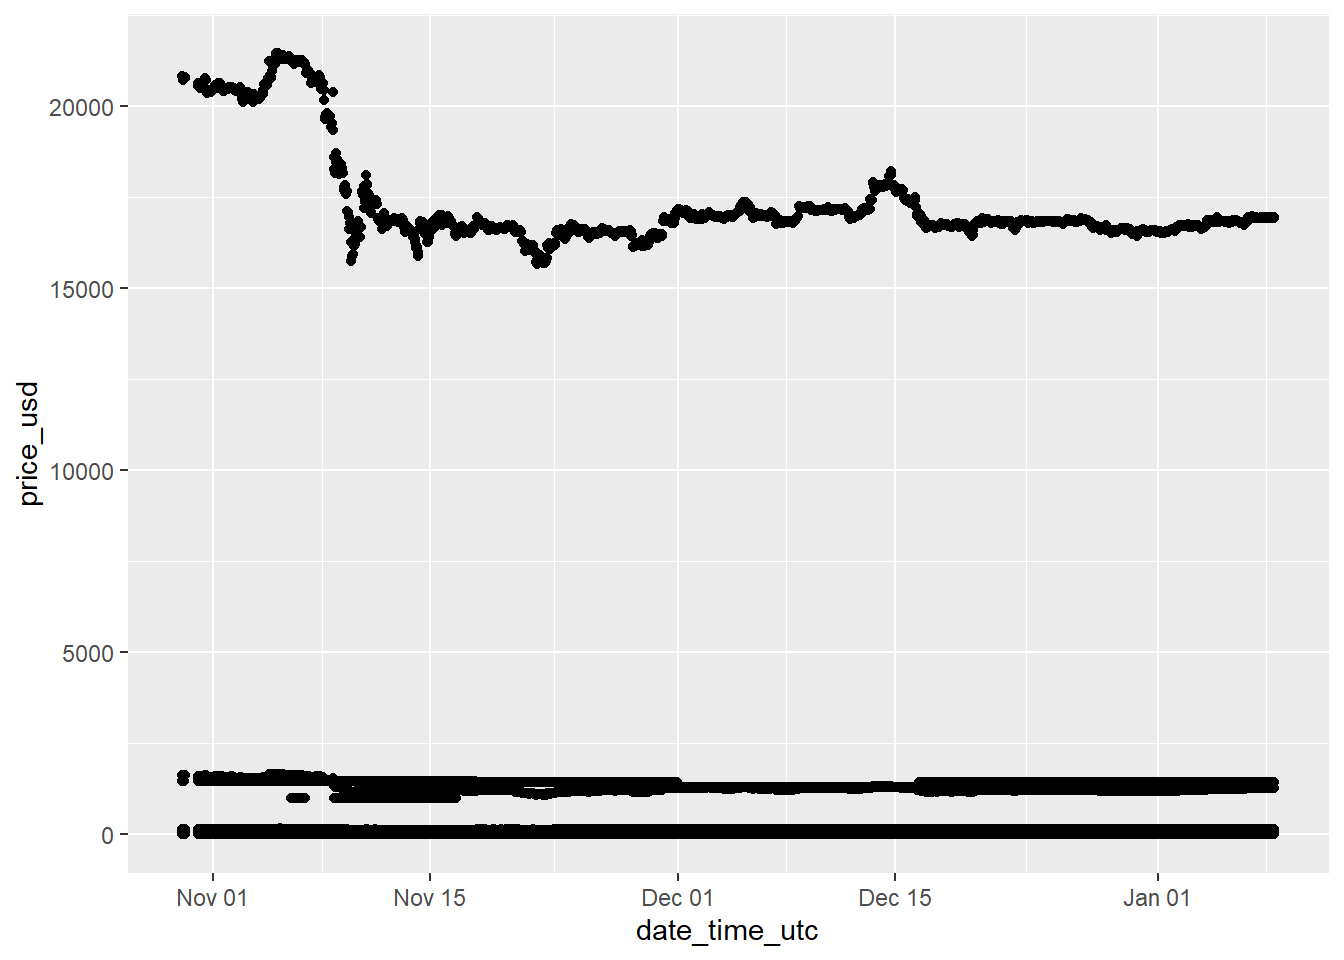 20000
15000
10000
5000
0
price_usd
Nov 01
Nov 15
Dec 01
Dec 15
Jan 01
date_time_utc